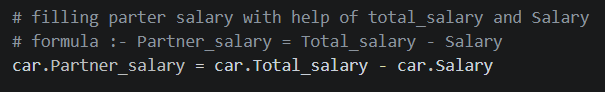 # filling parter salary with help of total_salary and Salary
# formula :- Partner_salary = Total_salary - Salary
car.Partner_salary = car.Total_salary - car.Salary